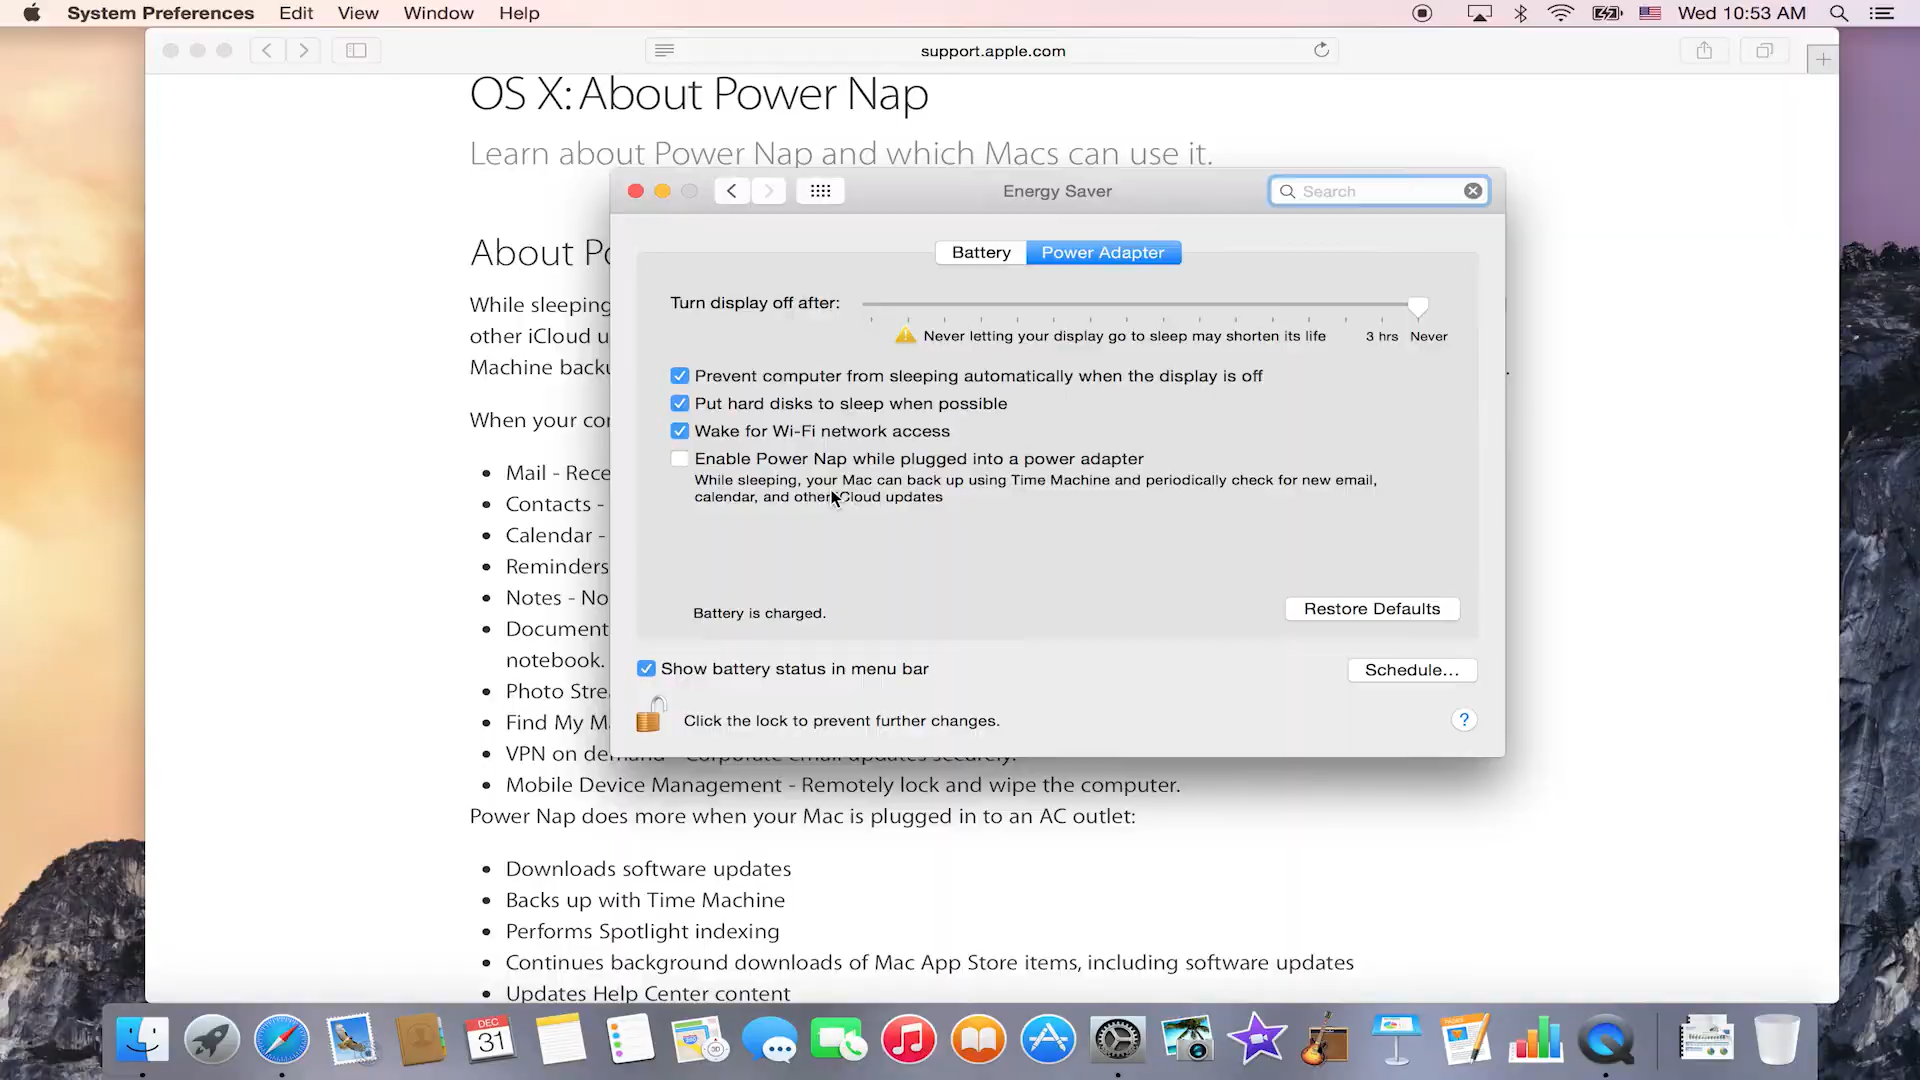 System Preferences Edit View Window Help Wed 10:53 AM
support.apple.com
OS X: About Power Nap
Learn about Power Nap and which Macs can use it.
Energy Saver Search
About Po
Battery Power Adapter
While sleeping
Turn display off after:
other iCloud u
Never letting your display go to sleep may shorten its life 3 hrs Never
Machine backu
Prevent computer from sleeping automatically when the display is off
Put hard disks to sleep when possible
When your cor
Wake for Wi-Fi network access
Enable Power Nap while plugged into a power adapter
• Mail - Rece
While sleeping, your Mac can back up using Time Machine and periodically check for new email,
calendar, and other iCloud updates
• Contacts -
• Calendar -
• Reminders
• Notes - No
Battery is charged. Restore Defaults
• Document
notebook.
Show battery status in menu bar Schedule...
• Photo Strea
• Find My M
Click the lock to prevent further changes. ?
• VPN on demand - Corporate email updates securely.
• Mobile Device Management - Remotely lock and wipe the computer.
Power Nap does more when your Mac is plugged in to an AC outlet:
• Downloads software updates
• Backs up with Time Machine
• Performs Spotlight indexing
• Continues background downloads of Mac App Store items, including software updates
• Updates Help Center content
DEC
31